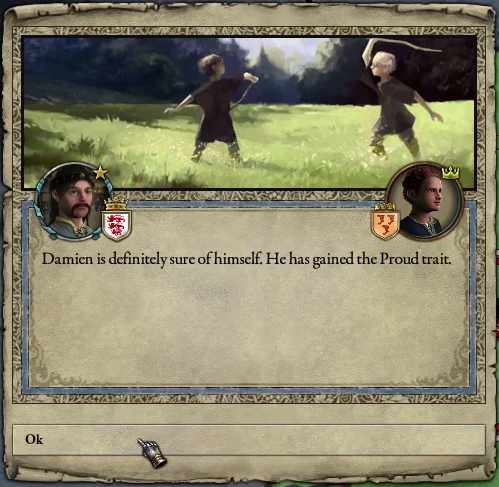 Damien is definitely sure of himself. He has gained the Proud trait.
Ok